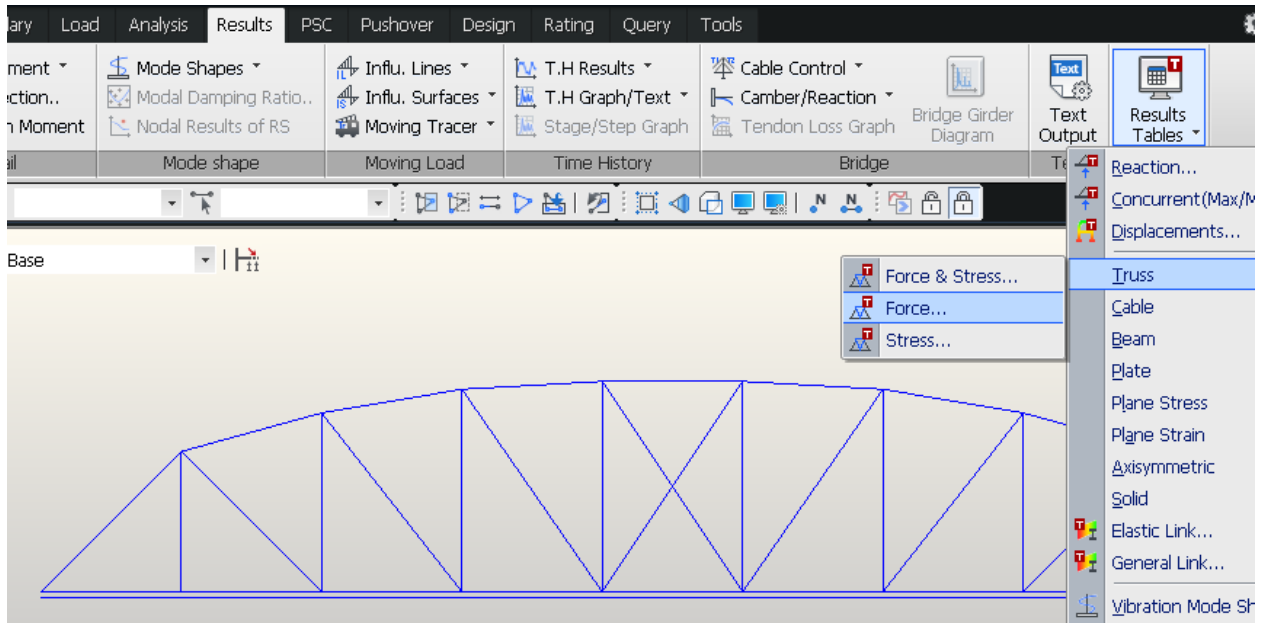 lary Load Analysis Results PSC Pushover Design Rating Query Tools
ment Mode Shapes Influ. Lines T.H Results Cable Control Text
ction.. Modal Damping Ratio.. Influ. Surfaces T.H Graph/Text Camber/Reaction Bridge Girder Diagram Text Output Results Tables
n Moment Nodal Results of RS Moving Tracer Stage/Step Graph Tendon Loss Graph
ail Mode shape Moving Load Time History Bridge Te
Reaction...
Concurrent(Max/M
Displacements...
Base
Force & Stress... Truss
Force... Cable
Stress... Beam
Plate
Plane Stress
Plane Strain
Axisymmetric
Solid
Elastic Link...
General Link...
Vibration Mode Sh